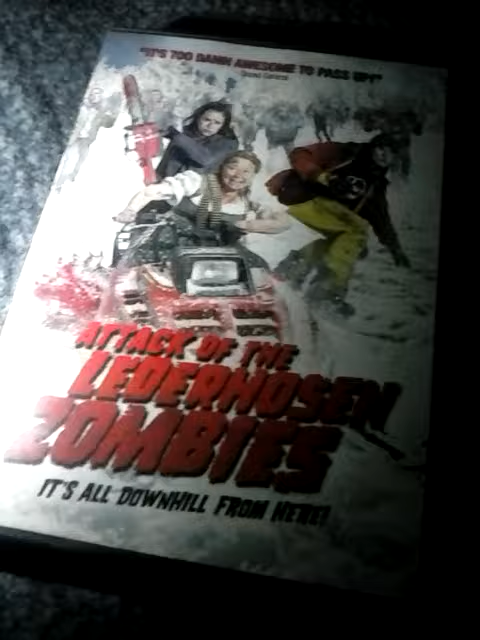 "IT'S TOO DAMN AWESOME TO PASS UP!"
ATTACK OF THE
LEDERHOSEN
ZOMBIES
IT'S ALL DOWNHILL FROM HERE!